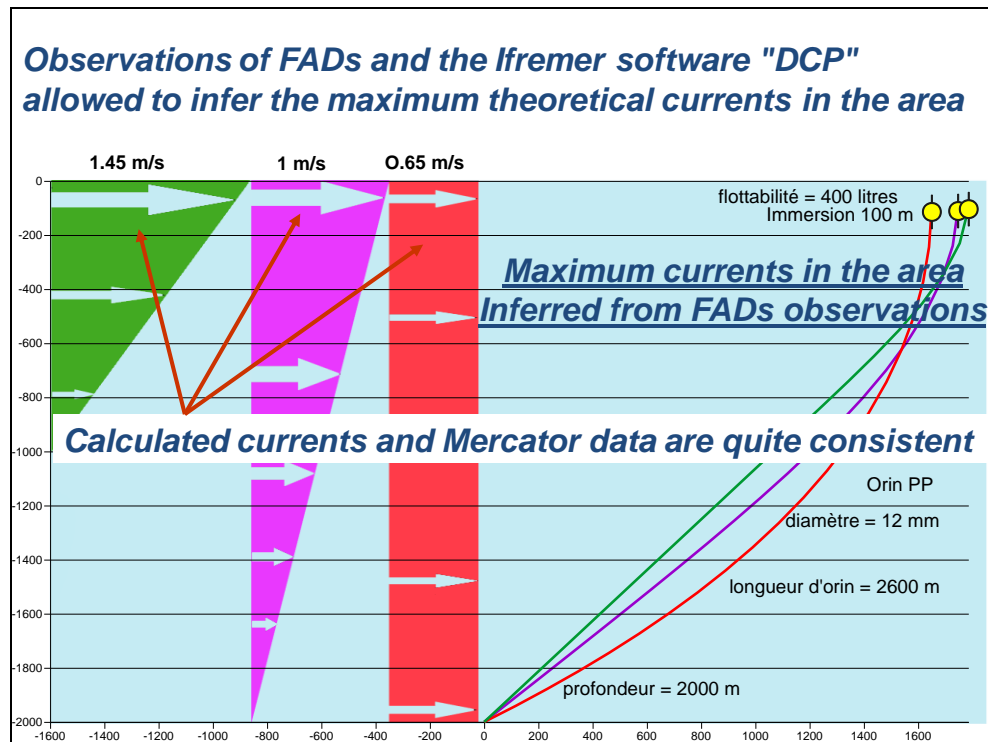 Observations of FADs and the Ifremer software "DCP"
allowed to infer the maximum theoretical currents in the area
1.45 m/s
1 m/s
O.65 m/s
flottabilité = 400 litres
Immersion 100 m
Maximum currents in the area
Inferred from FADs observations
Calculated currents and Mercator data are quite consistent
Orin PP
diamètre = 12 mm
longueur d'orin = 2600 m
profondeur = 2000 m
0
-200
-400
-600
-800
-1000
-1200
-1400
-1600
-1800
-2000
-1600 -1400 -1200 -1000 -800 -600 -400 -200 0 200 400 600 800 1000 1200 1400 1600